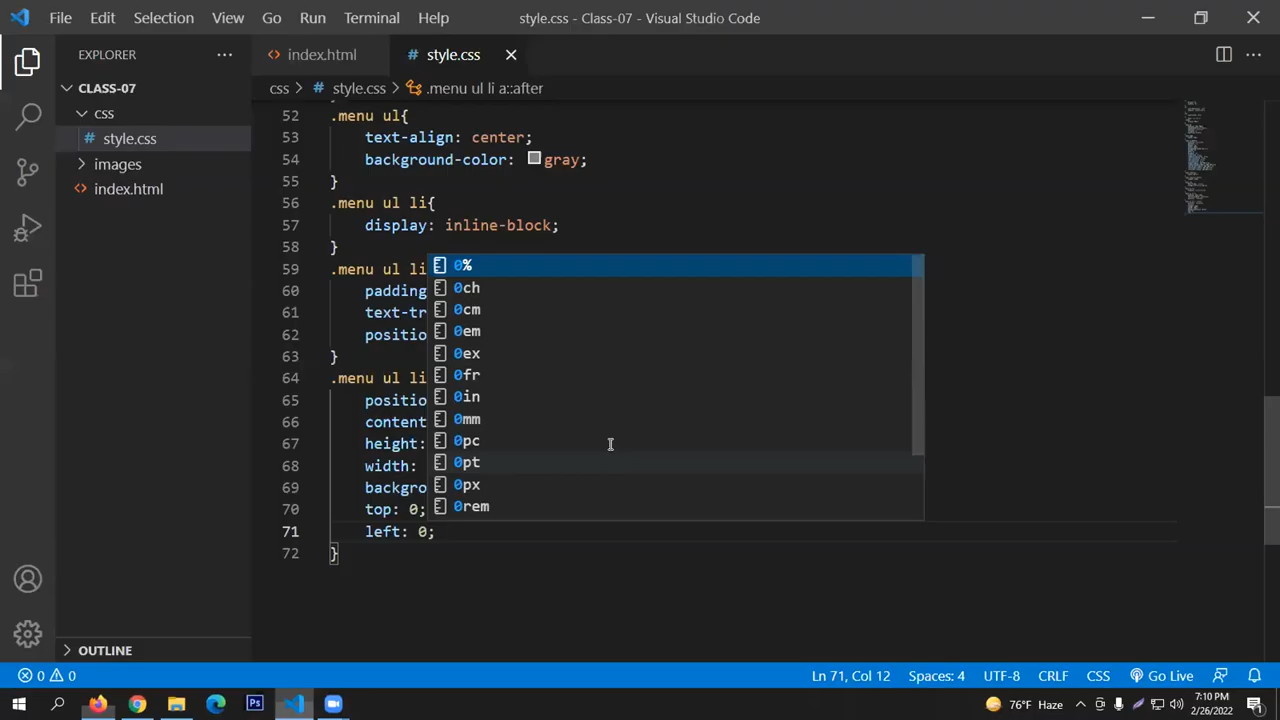 File Edit Selection View Go Run Terminal Help style.css - Class-07 - Visual Studio Code
EXPLORER
index.html
# style.css
CLASS-07
css
# style.css
images
index.html
css > # style.css > .menu ul li a::after
52 .menu ul{
53 text-align: center;
54 background-color: gray;
55 }
56 .menu ul li{
57 display: inline-block;
58 }
59 .menu ul li
60 padding
61 text-tr
62 positio
63 }
64 .menu ul li
65 positio
66 content
67 height:
68 width:
69 backgro
70 top: 0;
71 left: 0;
72 }
0%
0ch
0cm
0em
0ex
0fr
0in
0mm
0pc
0pt
0px
0rem
OUTLINE
0 0 Ln 71, Col 12 Spaces: 4 UTF-8 CRLF CSS Go Live
Ps
76°F Haze
7:10 PM
2/26/2022